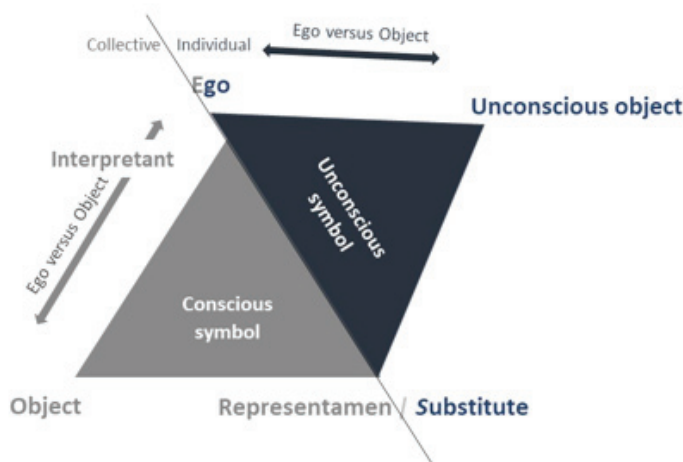 Ego versus Object
Collective / Individual
Ego
Unconscious object
Interpretant
Unconscious
symbol
Ego versus Object
Conscious
symbol
Object
Representamen / Substitute